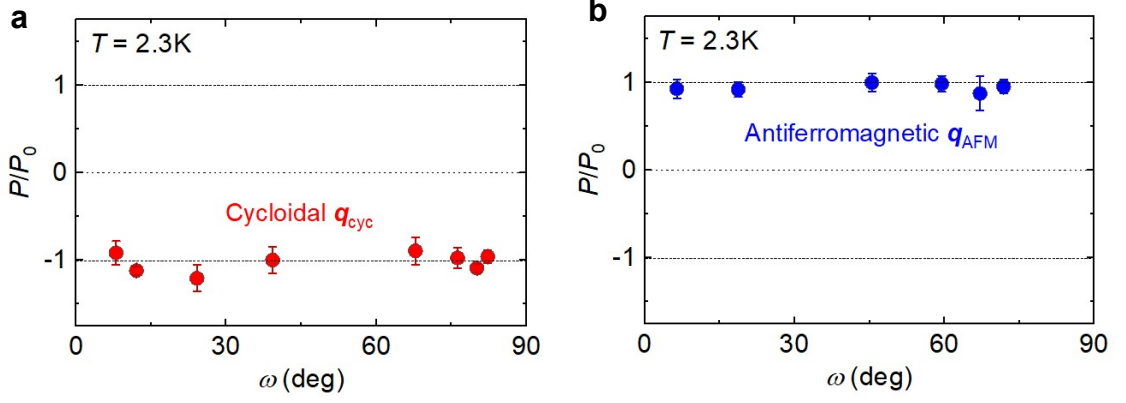 a
T = 2.3K
P/P0
1
0
-1
Cycloidal qcyc
0 30 60 90
ω (deg)
b
T = 2.3K
P/P0
1
0
-1
Antiferromagnetic qAFM
0 30 60 90
ω (deg)